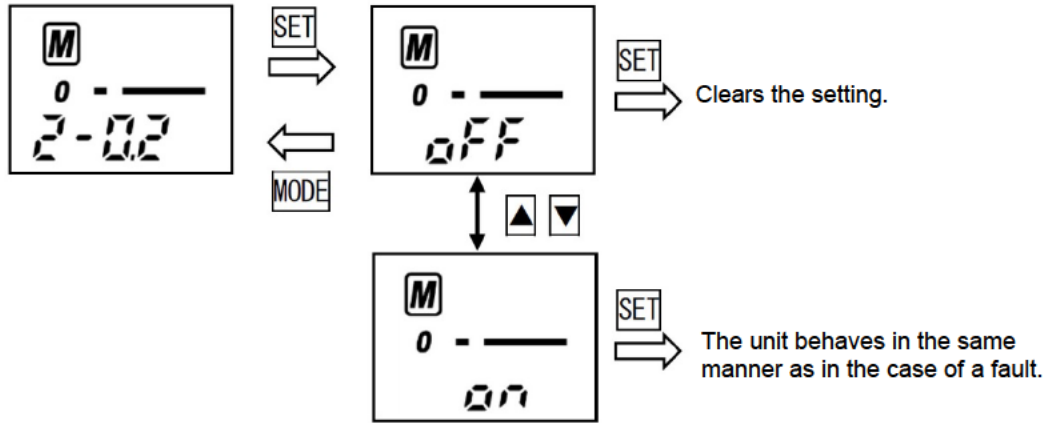 SET
M
M
SET
0
0
Clears the setting.
2-0.2
oFF
MODE
▲ ▼
M
SET
0
The unit behaves in the same
manner as in the case of a fault.
on